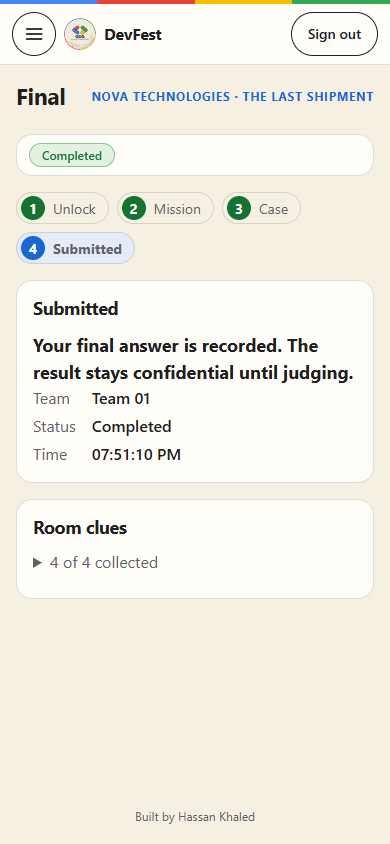 DevFest
Sign out
Final
NOVA TECHNOLOGIES · THE LAST SHIPMENT
Completed
1 Unlock
2 Mission
3 Case
4 Submitted
Submitted
Your final answer is recorded. The
result stays confidential until judging.
Team Team 01
Status Completed
Time 07:51:10 PM
Room clues
4 of 4 collected
Built by Hassan Khaled